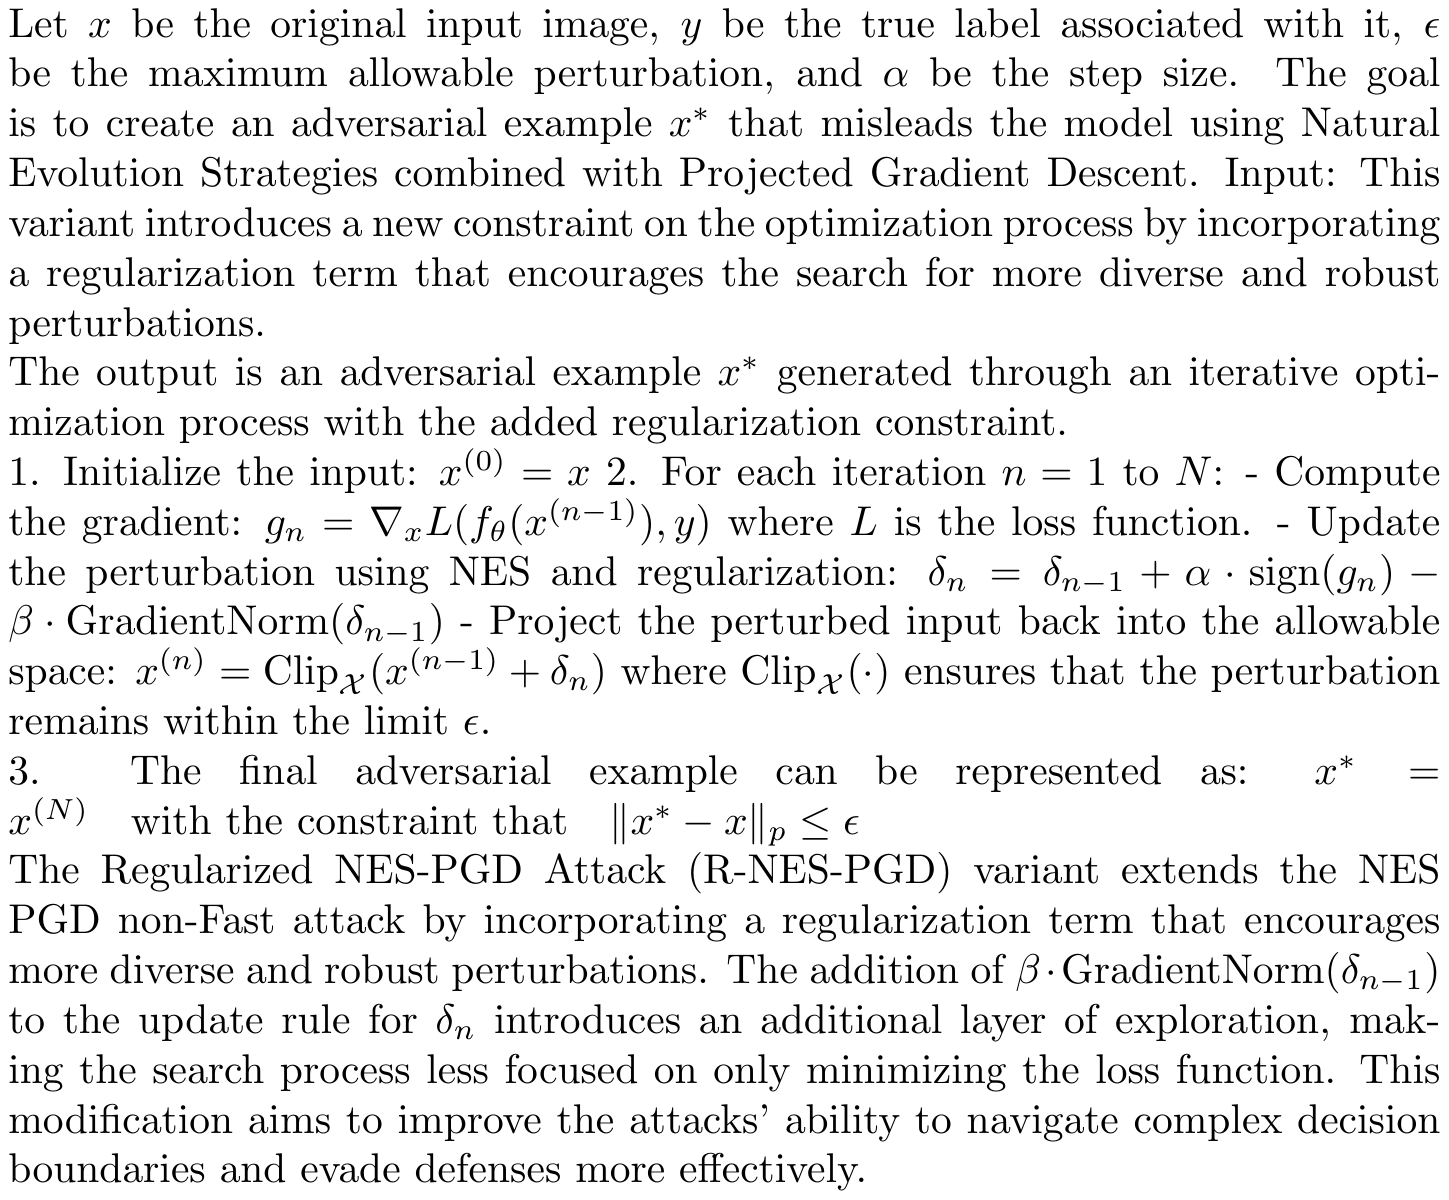 Let $x$ be the original input image, $y$ be the true label associated with it, $\epsilon$
be the maximum allowable perturbation, and $\alpha$ be the step size. The goal
is to create an adversarial example $x^*$ that misleads the model using Natural
Evolution Strategies combined with Projected Gradient Descent. Input: This
variant introduces a new constraint on the optimization process by incorporating
a regularization term that encourages the search for more diverse and robust
perturbations.
The output is an adversarial example $x^*$ generated through an iterative opti-
mization process with the added regularization constraint.
1. Initialize the input: $x^{(0)} = x$ 2. For each iteration $n = 1$ to $N$: - Compute
the gradient: $g_n = \nabla_x L(f_\theta(x^{(n-1)}), y)$ where $L$ is the loss function. - Update
the perturbation using NES and regularization: $\delta_n = \delta_{n-1} + \alpha \cdot \text{sign}(g_n) -$
$\beta \cdot \text{GradientNorm}(\delta_{n-1})$ - Project the perturbed input back into the allowable
space: $x^{(n)} = \text{Clip}_{\mathcal{X}}(x^{(n-1)} + \delta_n)$ where $\text{Clip}_{\mathcal{X}}(\cdot)$ ensures that the perturbation
remains within the limit $\epsilon$.
3. The final adversarial example can be represented as: $x^* =$
$x^{(N)}$ with the constraint that $\|x^* - x\|_p \leq \epsilon$
The Regularized NES-PGD Attack (R-NES-PGD) variant extends the NES
PGD non-Fast attack by incorporating a regularization term that encourages
more diverse and robust perturbations. The addition of $\beta \cdot \text{GradientNorm}(\delta_{n-1})$
to the update rule for $\delta_n$ introduces an additional layer of exploration, mak-
ing the search process less focused on only minimizing the loss function. This
modification aims to improve the attacks' ability to navigate complex decision
boundaries and evade defenses more effectively.